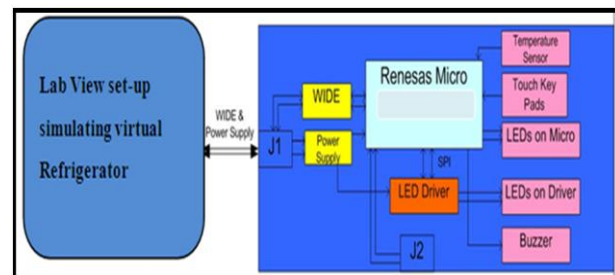 Lab View set-up
simulating virtual
Refrigerator
WIDE &
Power Supply
J1
WIDE
Power
Supply
Renesas Micro
SPI
LED Driver
J2
Temperature
Sensor
Touch Key
Pads
LEDs on Micro
LEDs on Driver
Buzzer